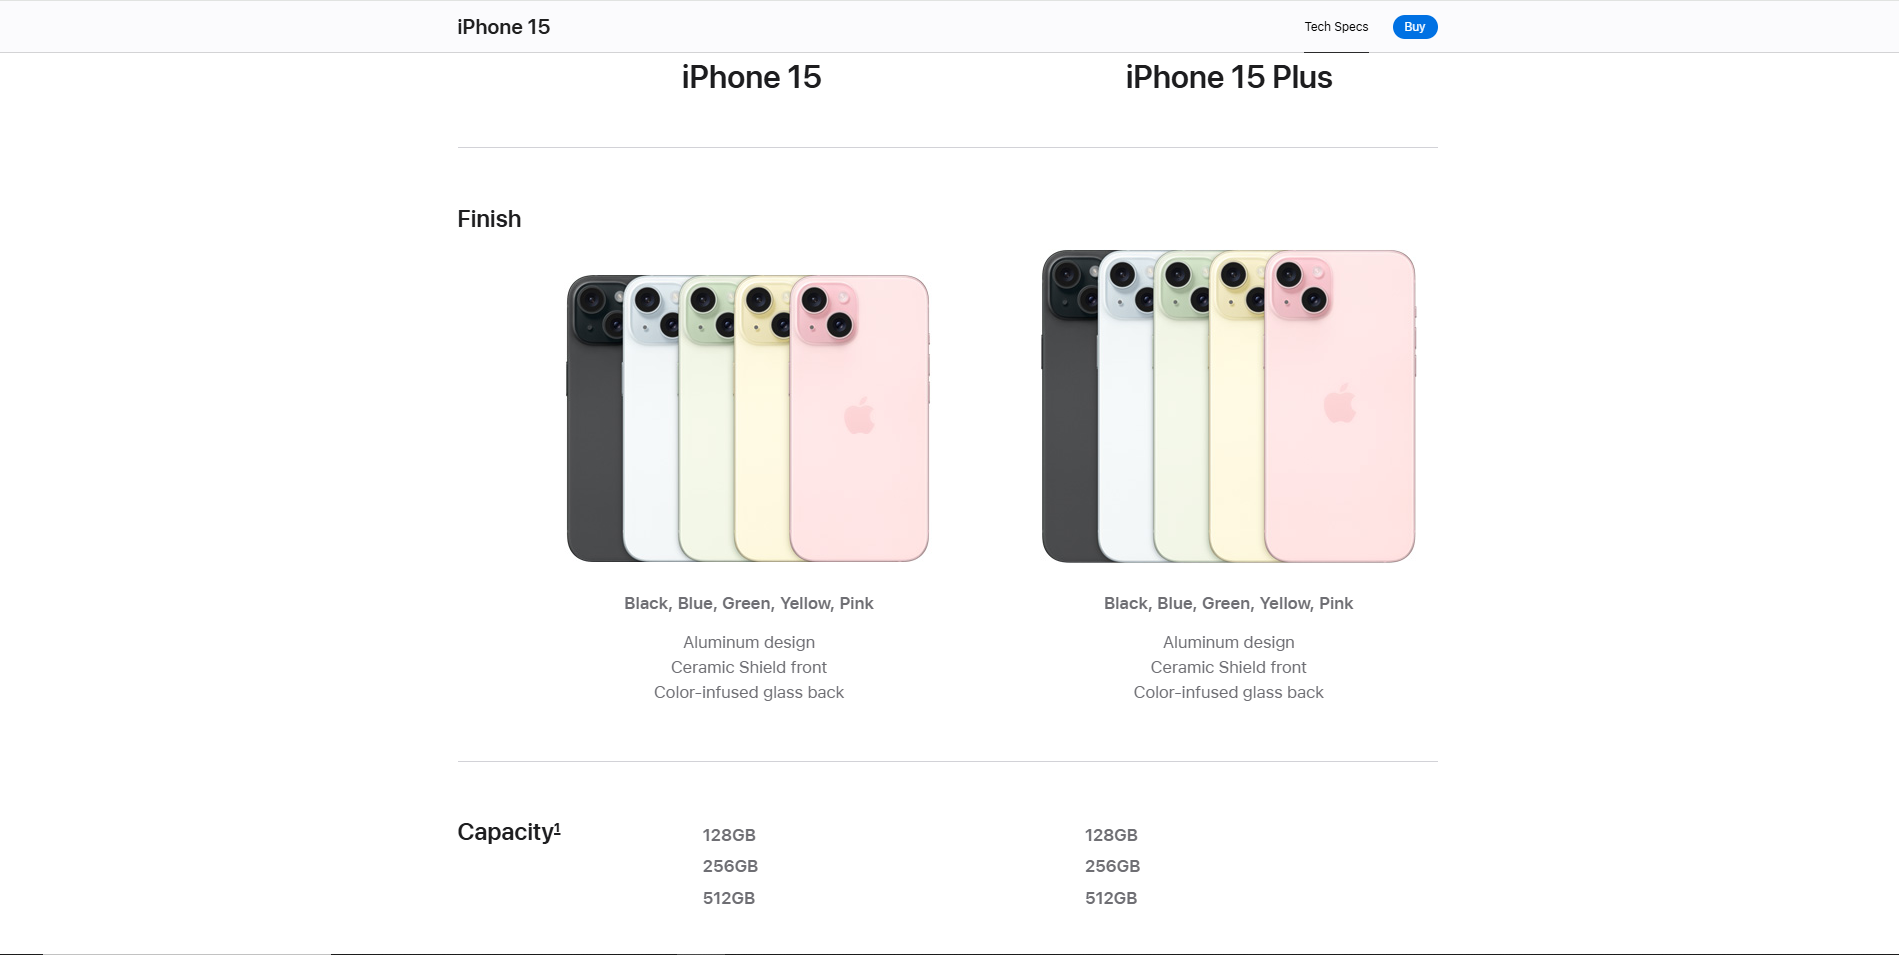 iPhone 15
Tech Specs
Buy
iPhone 15
iPhone 15 Plus
Finish
Black, Blue, Green, Yellow, Pink
Aluminum design
Ceramic Shield front
Color-infused glass back
Black, Blue, Green, Yellow, Pink
Aluminum design
Ceramic Shield front
Color-infused glass back
Capacity¹
128GB
256GB
512GB
128GB
256GB
512GB